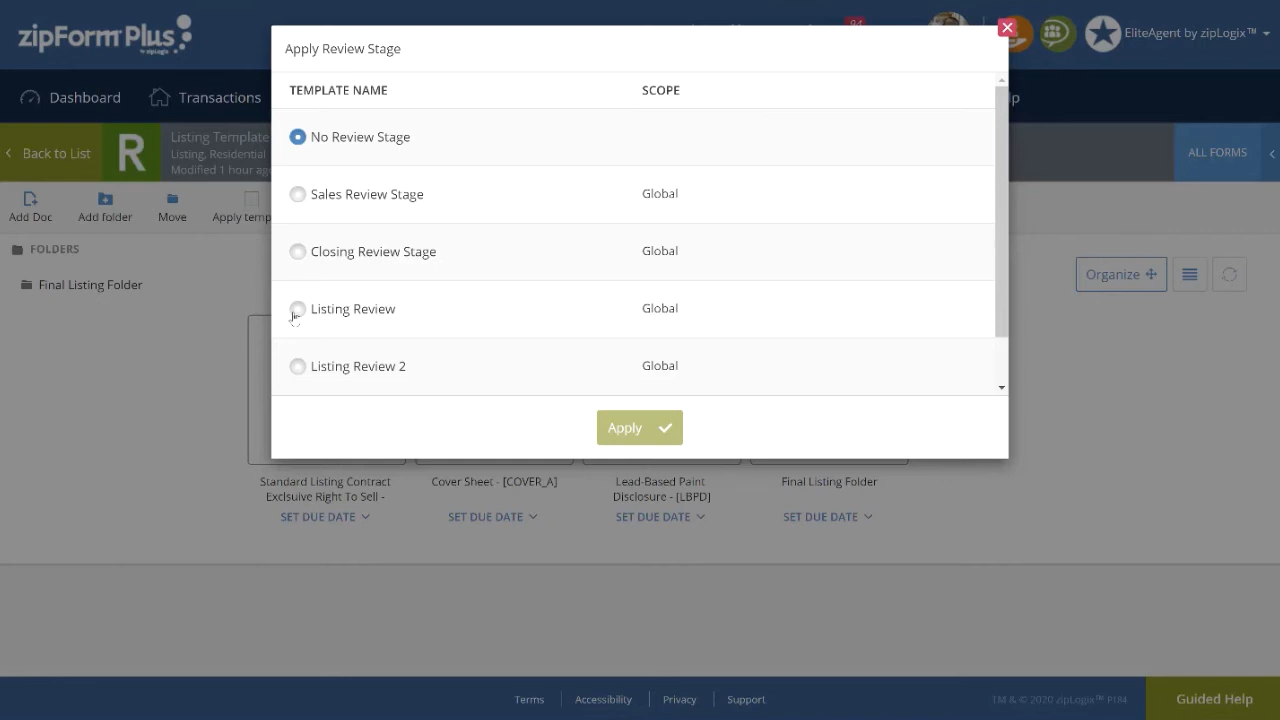 zipForm Plus
by zipLogix
94
EliteAgent by zipLogix™
Dashboard
Transactions
Back to List
R
Listing Template
Listing, Residential
Modified 1 hour ag
ALL FORMS
Add Doc
Add folder
Move
Apply temp
FOLDERS
Final Listing Folder
Organize
Apply Review Stage
TEMPLATE NAME
SCOPE
No Review Stage
Sales Review Stage
Global
Closing Review Stage
Global
Listing Review
Global
Listing Review 2
Global
Apply
Standard Listing Contract
Exclsuive Right To Sell -
SET DUE DATE
Cover Sheet - [COVER_A]
SET DUE DATE
Lead-Based Paint
Disclosure - [LBPD]
SET DUE DATE
Final Listing Folder
SET DUE DATE
Terms
Accessibility
Privacy
Support
TM & © 2020 zipLogix™ P184
Guided Help